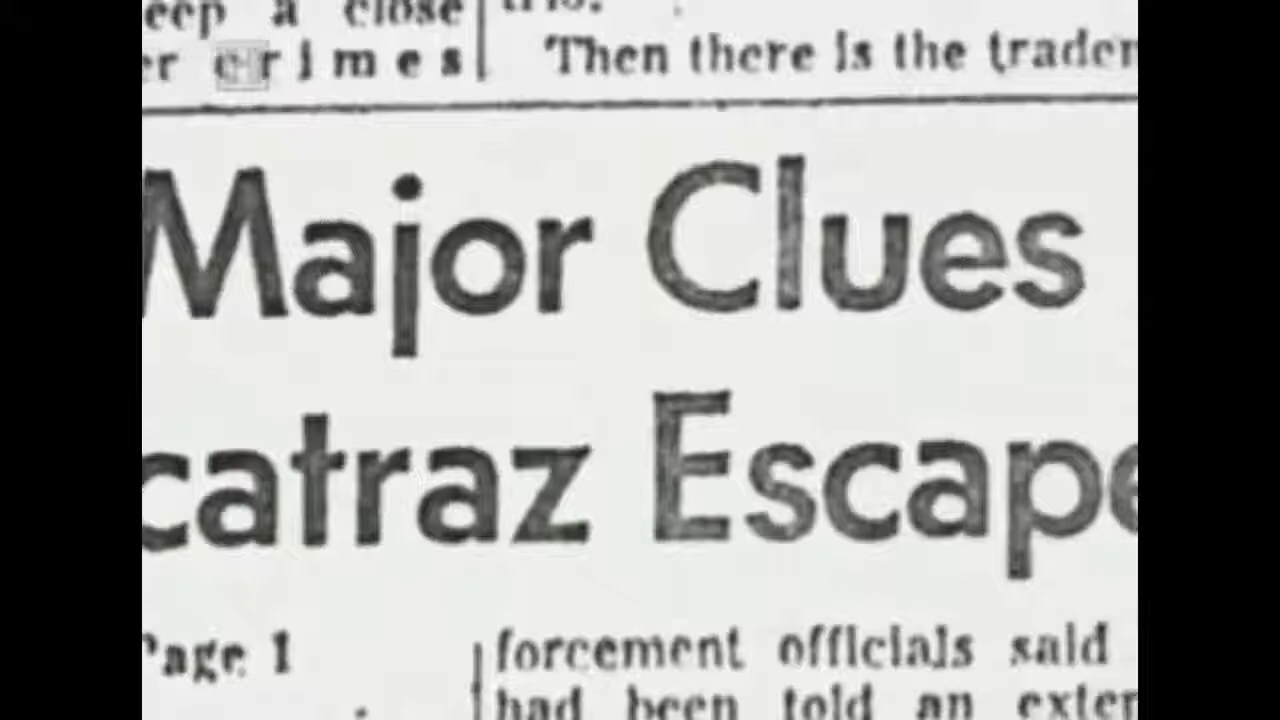 eep a close
er crimes
Then there is the trader
Major Clues
catraz Escape
Page 1
forcement officials said
had been told an exter